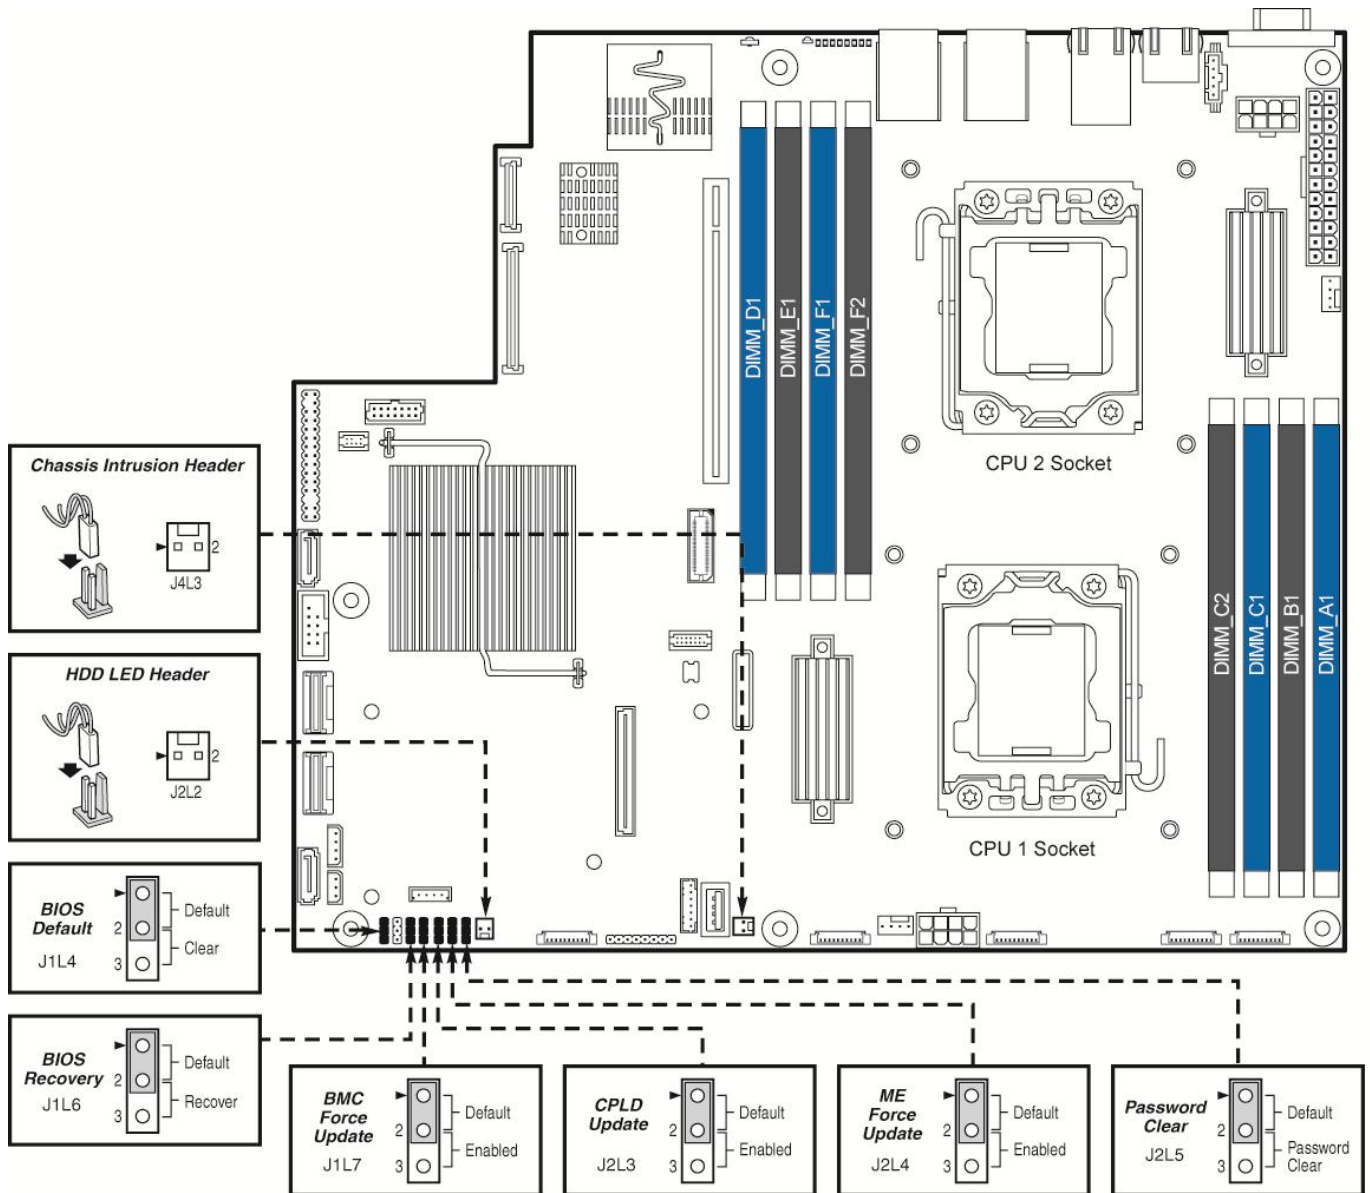 DIMM_D1
DIMM_E1
DIMM_F1
DIMM_F2
CPU 2 Socket
DIMM_C2
DIMM_C1
DIMM_B1
DIMM_A1
CPU 1 Socket
Chassis Intrusion Header
2
J4L3
HDD LED Header
2
J2L2
BIOS
Default
J1L4
2
3
Default
Clear
BIOS
Recovery
J1L6
2
3
Default
Recover
BMC
Force
Update
J1L7
2
3
Default
Enabled
CPLD
Update
J2L3
2
3
Default
Enabled
ME
Force
Update
J2L4
2
3
Default
Enabled
Password
Clear
J2L5
2
3
Default
Password
Clear